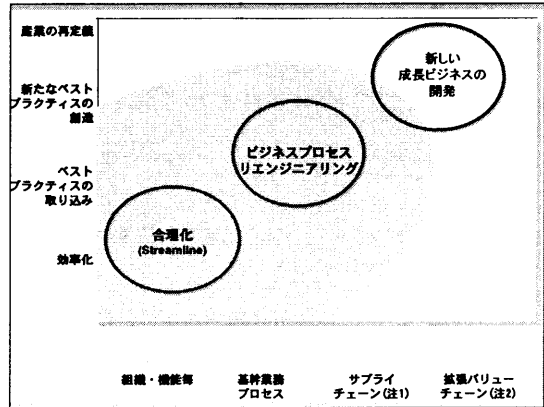 産業の再定義
新たなベスト
プラクティスの
創造
ベスト
プラクティスの
取り込み
効率化
新しい
成長ビジネスの
開発
ビジネスプロセス
リエンジニアリング
合理化
(Streamline)
組織・機能毎
基幹業務
プロセス
サプライ
チェーン(注1)
拡張バリュー
チェーン(注2)